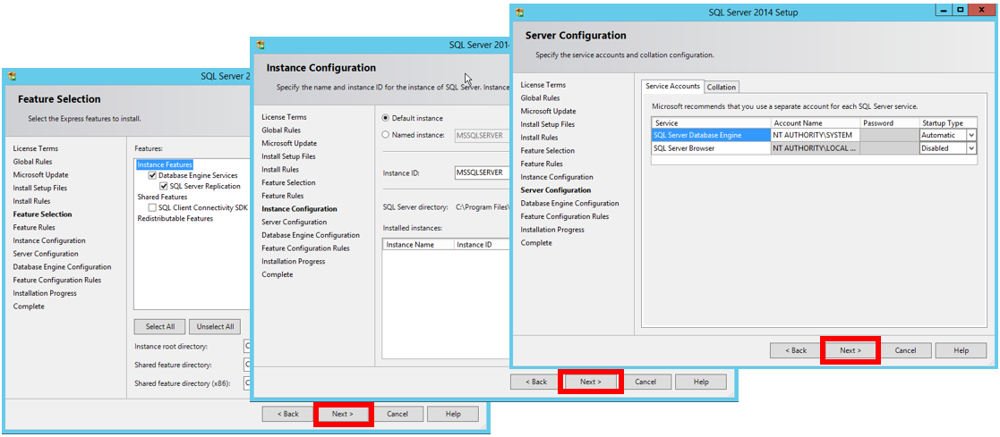 SQL Server 2
Feature Selection
Select the Express features to install.
License Terms
Global Rules
Microsoft Update
Install Setup Files
Install Rules
Feature Selection
Feature Rules
Instance Configuration
Server Configuration
Database Engine Configuration
Feature Configuration Rules
Installation Progress
Complete
Features:
Instance Features
Database Engine Services
SQL Server Replication
Shared Features
SQL Client Connectivity SDK
Redistributable Features
Select All Unselect All
Instance root directory: C
Shared feature directory: C
Shared feature directory (x86): C
< Back Next > Cancel Help
SQL Server 201
Instance Configuration
Specify the name and instance ID for the instance of SQL Server. Instance
License Terms
Global Rules
Microsoft Update
Install Setup Files
Install Rules
Feature Selection
Feature Rules
Instance Configuration
Server Configuration
Database Engine Configuration
Feature Configuration Rules
Installation Progress
Complete
Default instance
Named instance: MSSQLSERVER
Instance ID: MSSQLSERVER
SQL Server directory: C:\Program Files\
Installed instances:
Instance Name Instance ID
< Back Next > Cancel Help
SQL Server 2014 Setup
Server Configuration
Specify the service accounts and collation configuration.
License Terms
Global Rules
Microsoft Update
Install Setup Files
Install Rules
Feature Selection
Feature Rules
Instance Configuration
Server Configuration
Database Engine Configuration
Feature Configuration Rules
Installation Progress
Complete
Service Accounts Collation
Microsoft recommends that you use a separate account for each SQL Server service.
Service Account Name Password Startup Type
SQL Server Database Engine NT AUTHORITY\SYSTEM Automatic
SQL Server Browser NT AUTHORITY\LOCAL ... Disabled
< Back Next > Cancel Help